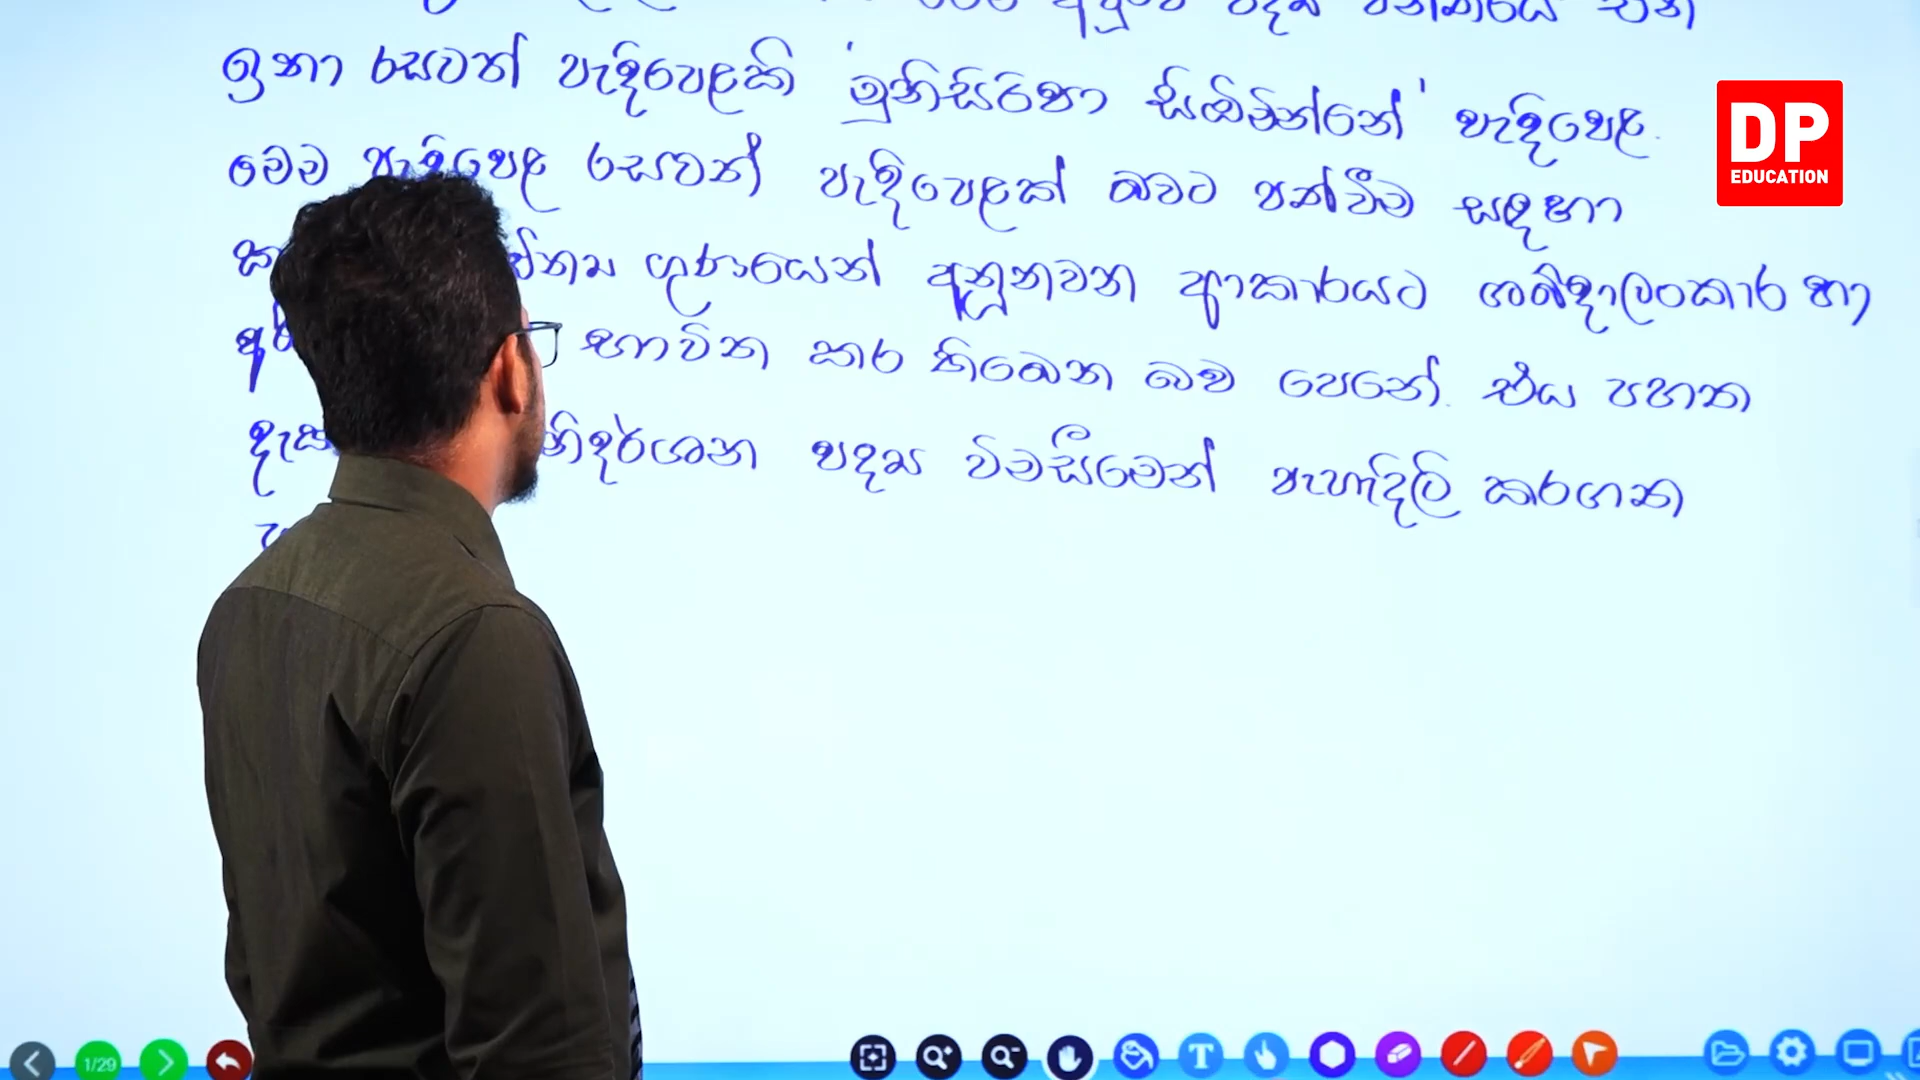 ඉතා රසවත් පැදිපෙළකි 'මුනිසිරිපා සිඹිමින්නේ' පැදිපෙළ.
මෙම පැදිපෙළ රසවත් පැදිපෙළක් බවට පත්වීම සඳහා
ගුණයෙන් අනූනවන ආකාරයට ශබ්දාලංකාර හා
භාවිත කර තිබෙන බව පෙනේ. එය පහත
නිදර්ශන පදය විමසීමෙන් පැහැදිලි කරගත
DP
EDUCATION
1/29
T